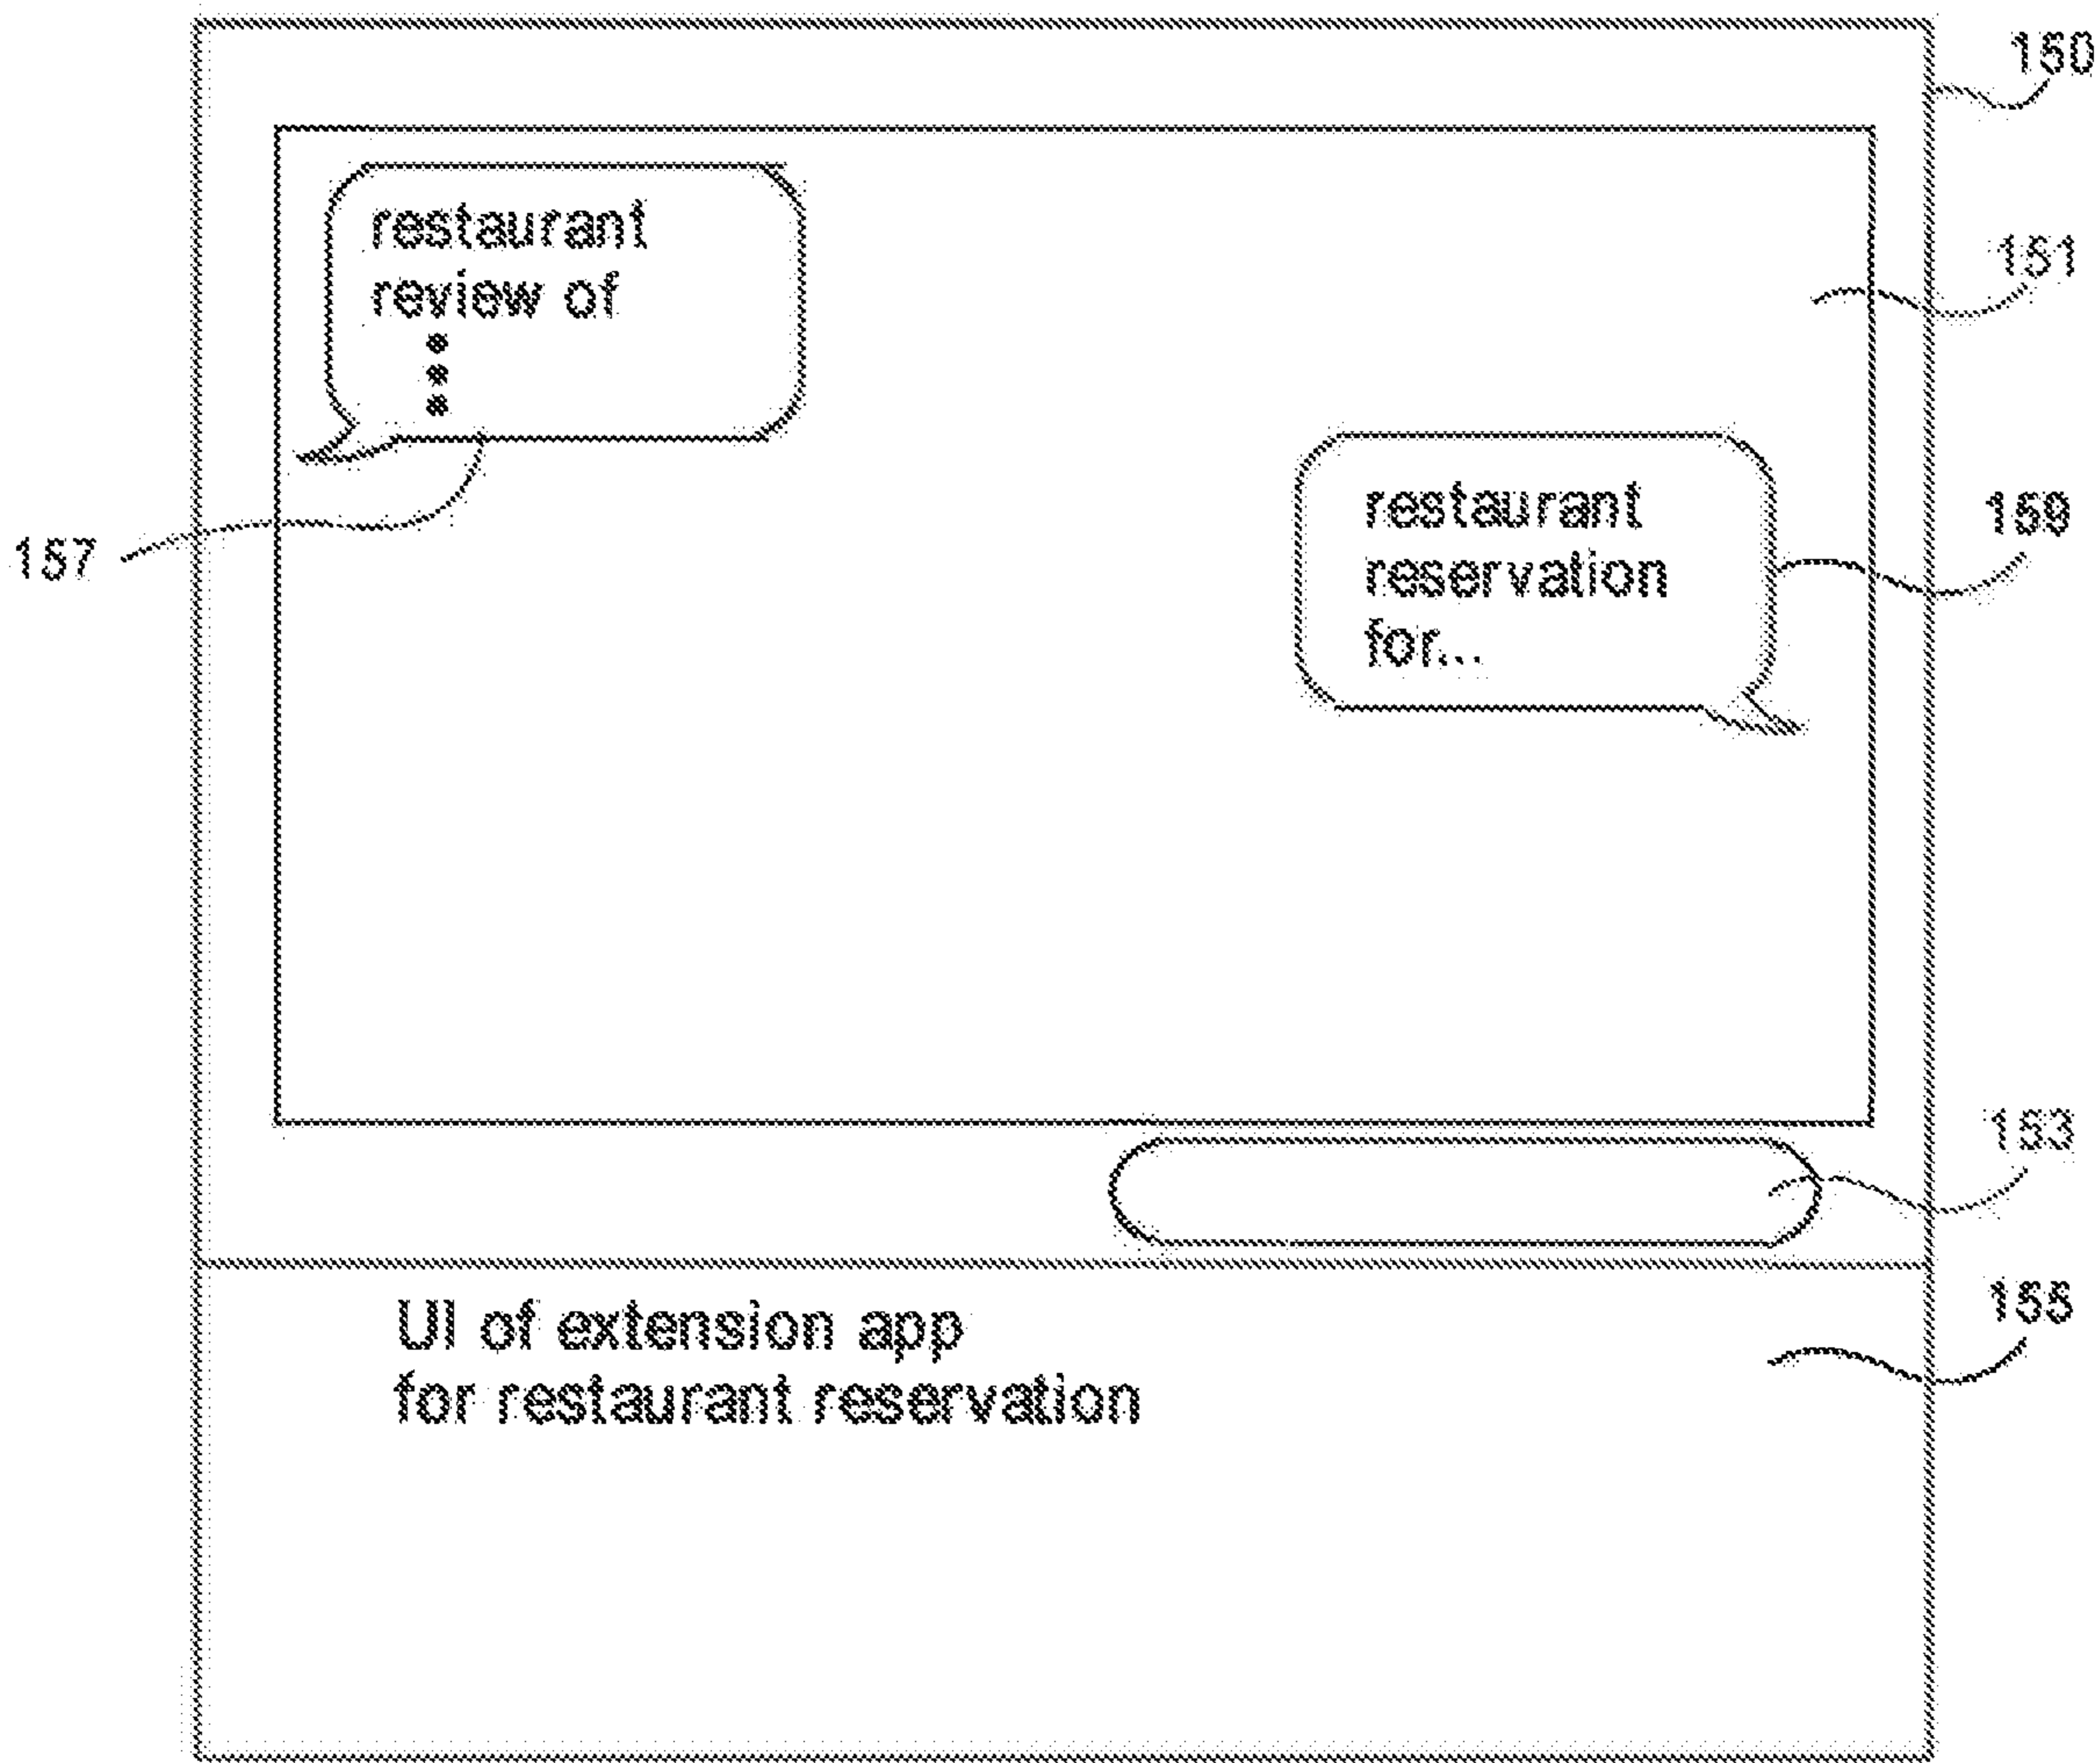 150
restaurant
review of
151
restaurant
reservation
for...
159
157
153
UI of extension app
for restaurant reservation
155